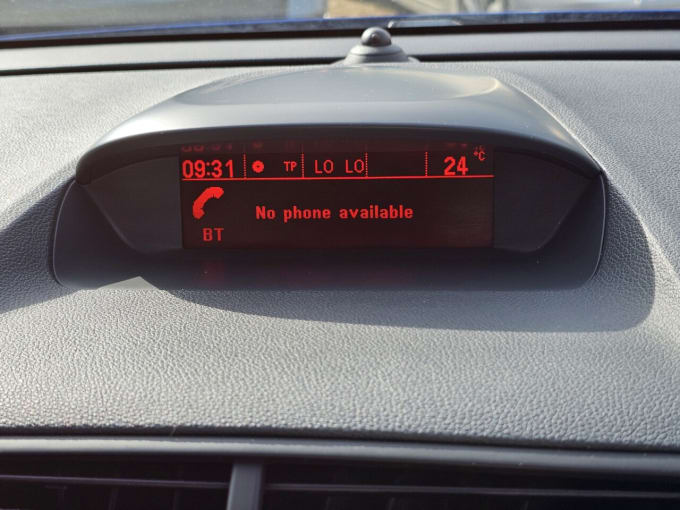 09:31 TP LO LO 24 °C
No phone available
BT